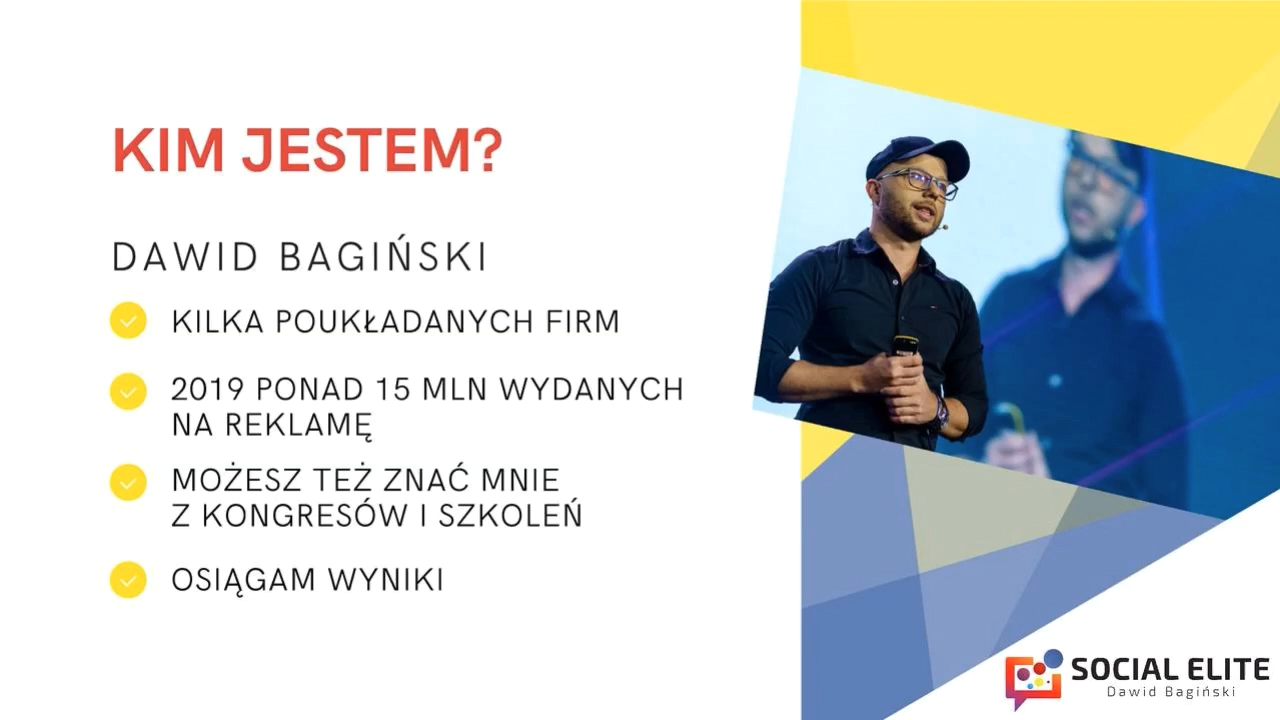 KIM JESTEM?
DAWID BAGIŃSKI
KILKA POUKŁADANYCH FIRM
2019 PONAD 15 MLN WYDANYCH
NA REKLAMĘ
MOŻESZ TEŻ ZNAĆ MNIE
Z KONGRESÓW I SZKOLEŃ
OSIĄGAM WYNIKI
SOCIAL ELITE
Dawid Bagiński